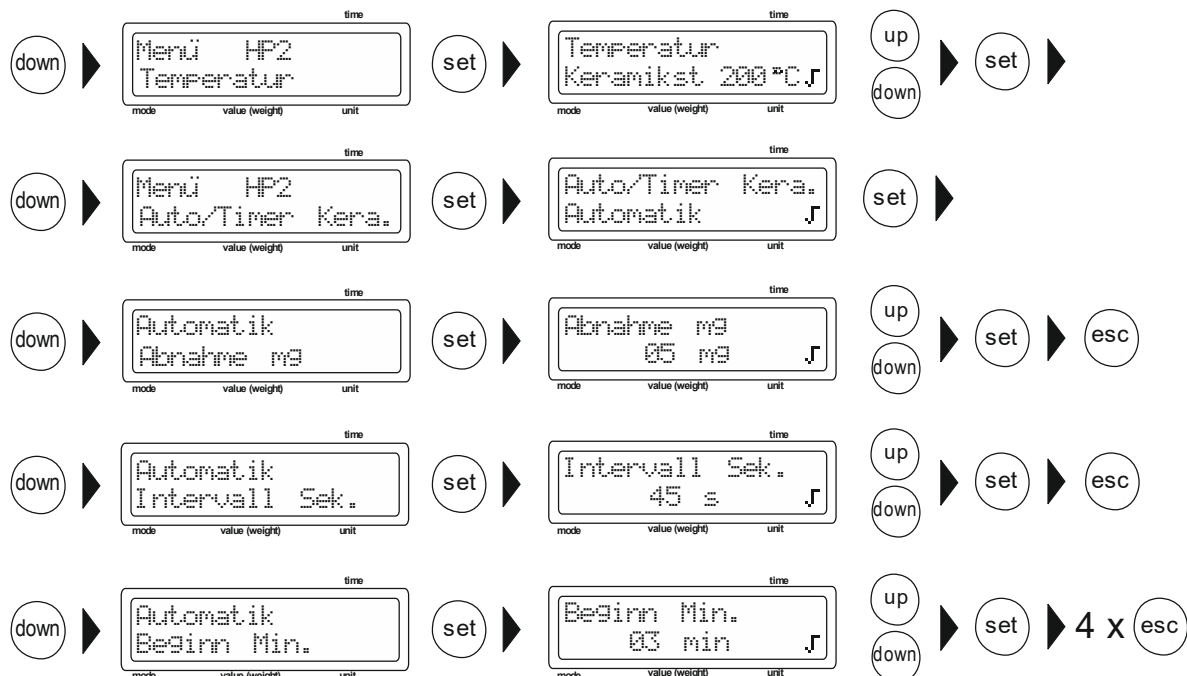 time
time
down
Menü HP2
Temperatur
set
Temperatur
Keramikst 200°C
up
down
set
mode value (weight) unit
mode value (weight) unit
time
time
down
Menü HP2
Auto/Timer Kera.
set
Auto/Timer Kera.
Automatik
set
mode value (weight) unit
mode value (weight) unit
time
time
down
Automatik
Abnahme mg
set
Abnahme mg
05 mg
up
down
set
esc
mode value (weight) unit
mode value (weight) unit
time
time
down
Automatik
Intervall Sek.
set
Intervall Sek.
45 s
up
down
set
esc
mode value (weight) unit
mode value (weight) unit
time
time
down
Automatik
Beginn Min.
set
Beginn Min.
03 min
up
down
set
4 x esc
mode value (weight) unit
mode value (weight) unit